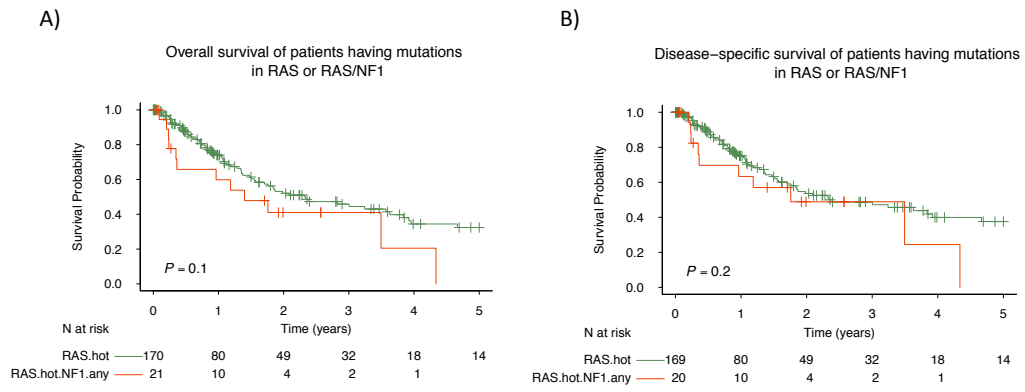 A)
Overall survival of patients having mutations
in RAS or RAS/NF1
1.0
0.8
0.6
0.4
0.2
0.0
Survival Probability
P = 0.1
0 1 2 3 4 5
N at risk
Time (years)
RAS.hot 170 80 49 32 18 14
RAS.hot.NF1.any 21 10 4 2 1
B)
Disease−specific survival of patients having mutations
in RAS or RAS/NF1
1.0
0.8
0.6
0.4
0.2
0.0
Survival Probability
P = 0.2
0 1 2 3 4 5
N at risk
Time (years)
RAS.hot 169 80 49 32 18 14
RAS.hot.NF1.any 20 10 4 2 1